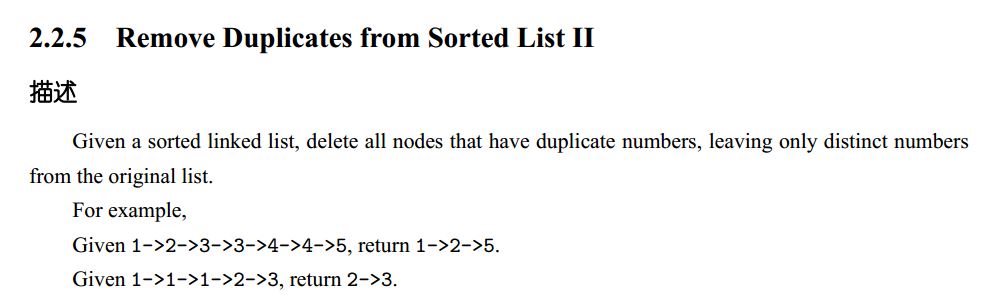 2.2.5 Remove Duplicates from Sorted List II
描述
Given a sorted linked list, delete all nodes that have duplicate numbers, leaving only distinct numbers
from the original list.
For example,
Given 1->2->3->3->4->4->5, return 1->2->5.
Given 1->1->1->2->3, return 2->3.